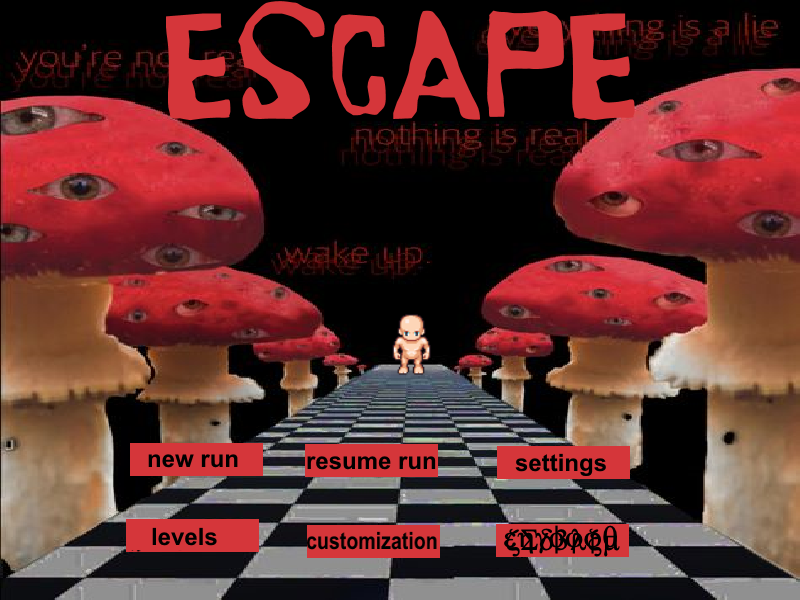 ESCAPE
everything is a lie
you're not real
nothing is real
wake up.
new run
resume run
settings
levels
customization